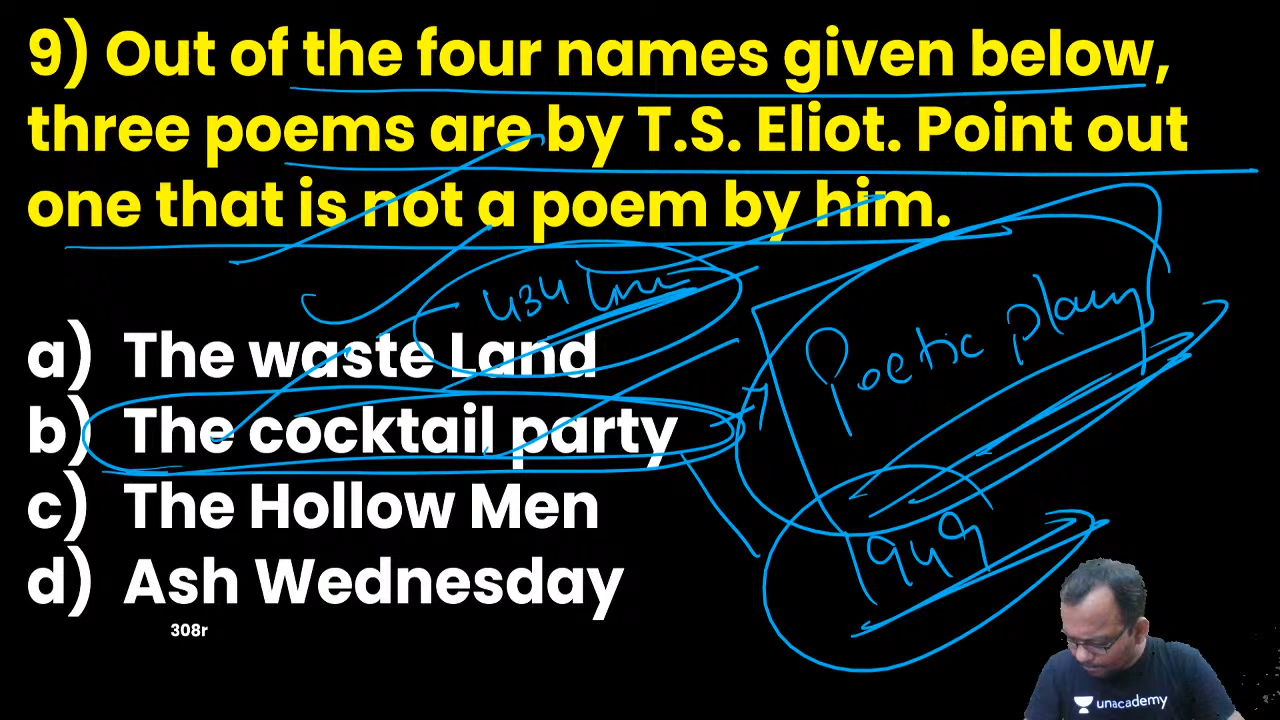 9) Out of the four names given below,
three poems are by T.S. Eliot. Point out
one that is not a poem by him.
434 Lines
a) The waste Land
Poetic play
b) The cocktail party
c) The Hollow Men
1949
d) Ash Wednesday
308r
unacademy